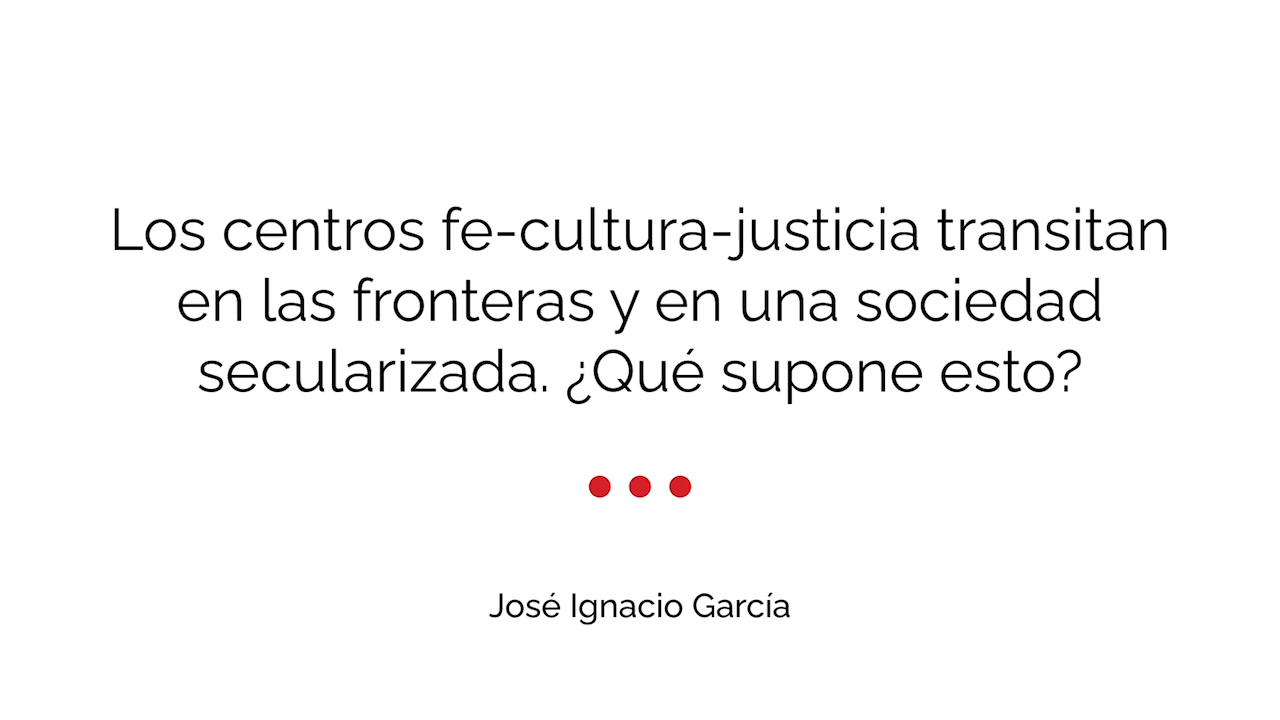 Los centros fe-cultura-justicia transitan
en las fronteras y en una sociedad
secularizada. ¿Qué supone esto?
José Ignacio García